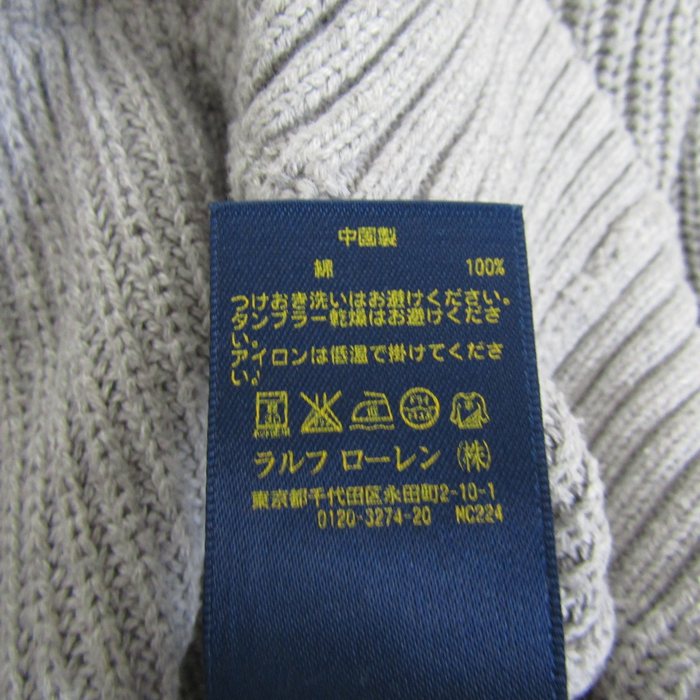 中国製
綿 100%
つけおき洗いはお避けください。
タンブラー乾燥はお避けくださ
い。
アイロンは低温で掛けてくださ
い。
ラルフ ローレン (株)
東京都千代田区永田町2-10-1
0120-3274-20 MC224